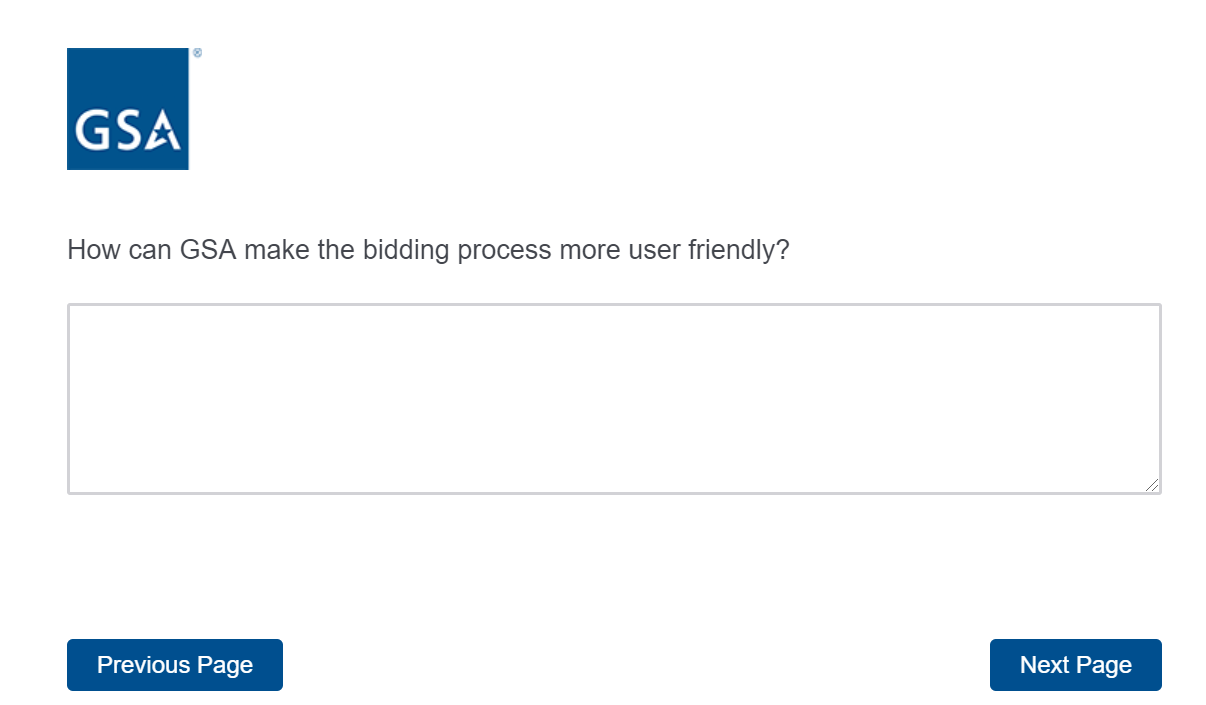 GSA®
How can GSA make the bidding process more user friendly?
Previous Page
Next Page